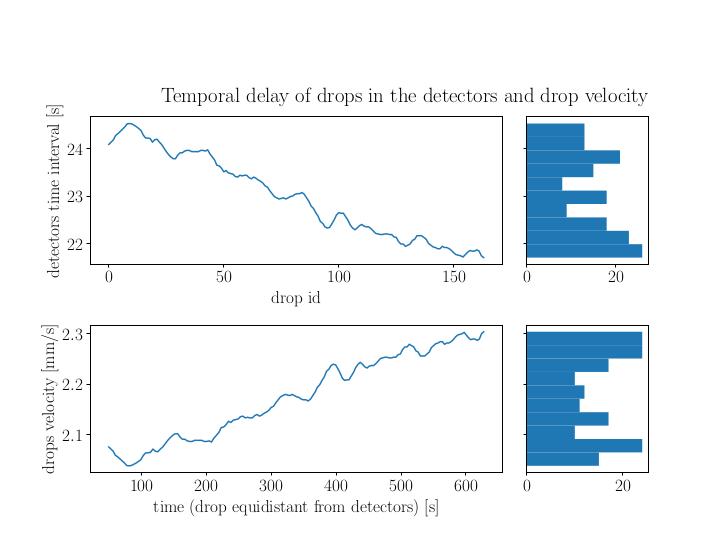 Temporal delay of drops in the detectors and drop velocity
detectors time interval [s]
24
23
22
0 50 100 150
drop id
0 20
drops velocity [mm/s]
2.3
2.2
2.1
100 200 300 400 500 600
time (drop equidistant from detectors) [s]
0 20